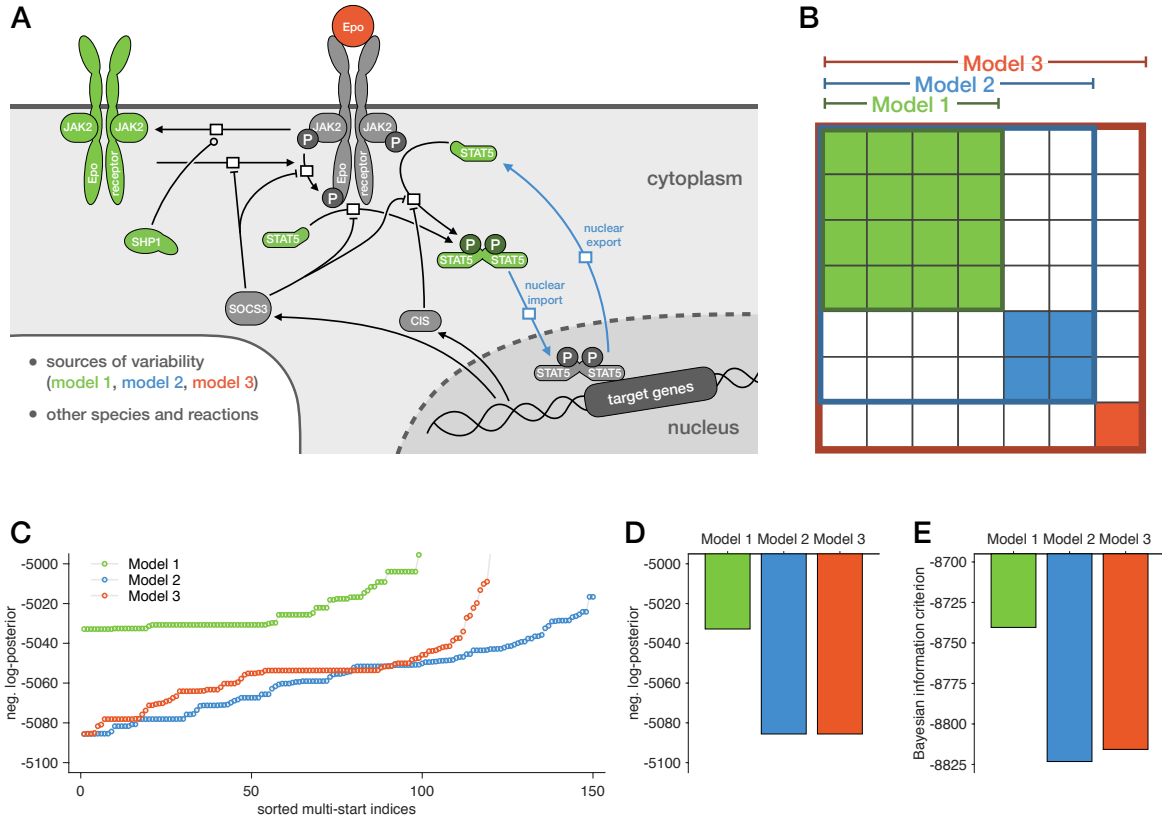 A
Epo
JAK2
JAK2
Epo
receptor
P
JAK2
JAK2
P
Epo
receptor
P
STAT5
cytoplasm
SHP1
STAT5
P P
STAT5 STAT5
nuclear
export
nuclear
import
SOCS3
CIS
P P
STAT5 STAT5
target genes
nucleus
● sources of variability
(model 1, model 2, model 3)
● other species and reactions
B
Model 3
Model 2
Model 1
C
neg. log-posterior
-5000
-5020
-5040
-5060
-5080
-5100
Model 1
Model 2
Model 3
0 50 100 150
sorted multi-start indices
D
Model 1 Model 2 Model 3
neg. log-posterior
-5000
-5020
-5040
-5060
-5080
-5100
E
Model 1 Model 2 Model 3
Bayesian information criterion
-8700
-8725
-8750
-8775
-8800
-8825